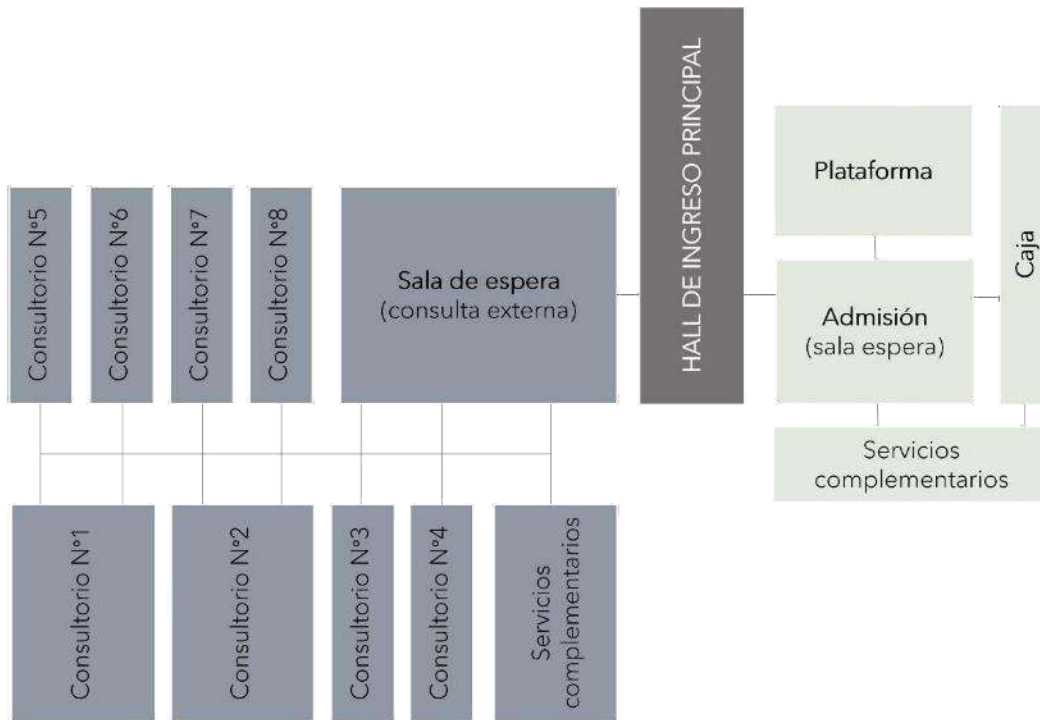 HALL DE INGRESO PRINCIPAL
Plataforma
Caja
Consultorio N°5
Consultorio N°6
Consultorio N°7
Consultorio N°8
Sala de espera
(consulta externa)
Admisión
(sala espera)
Servicios
complementarios
Consultorio N°1
Consultorio N°2
Consultorio N°3
Consultorio N°4
Servicios
complementarios